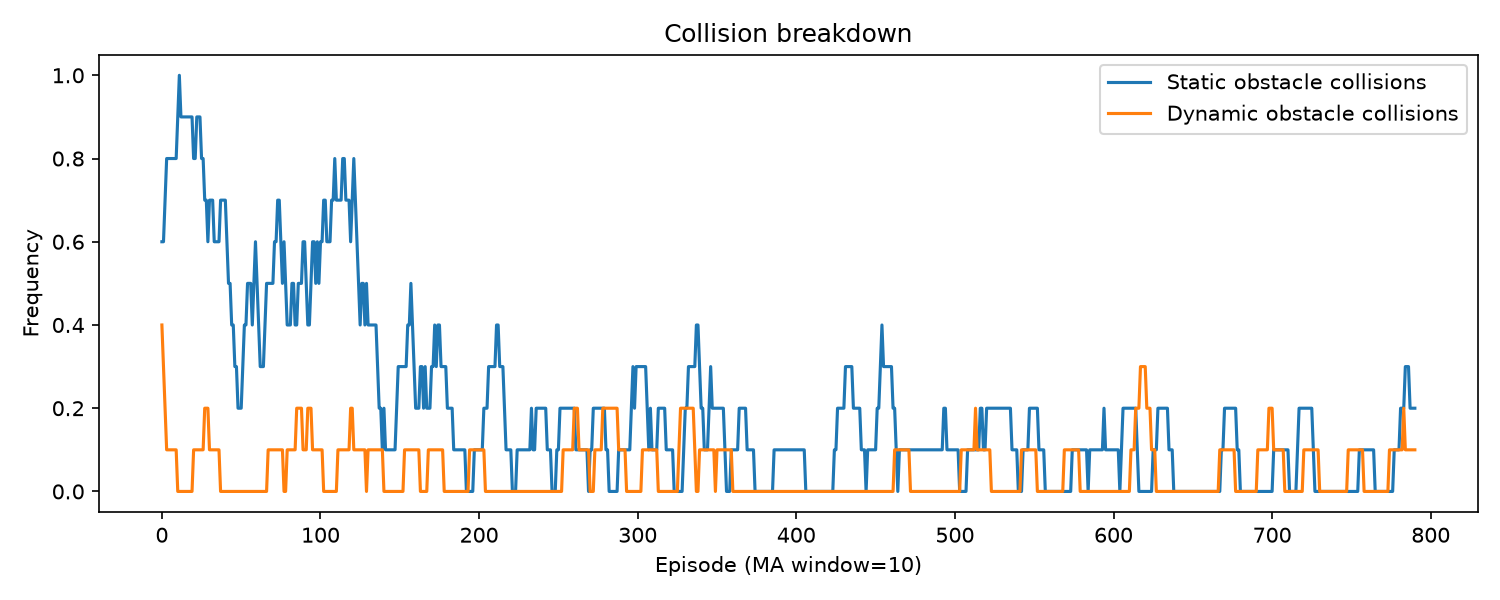 Collision breakdown
Static obstacle collisions
Dynamic obstacle collisions
Frequency
1.0
0.8
0.6
0.4
0.2
0.0
0 100 200 300 400 500 600 700 800
Episode (MA window=10)